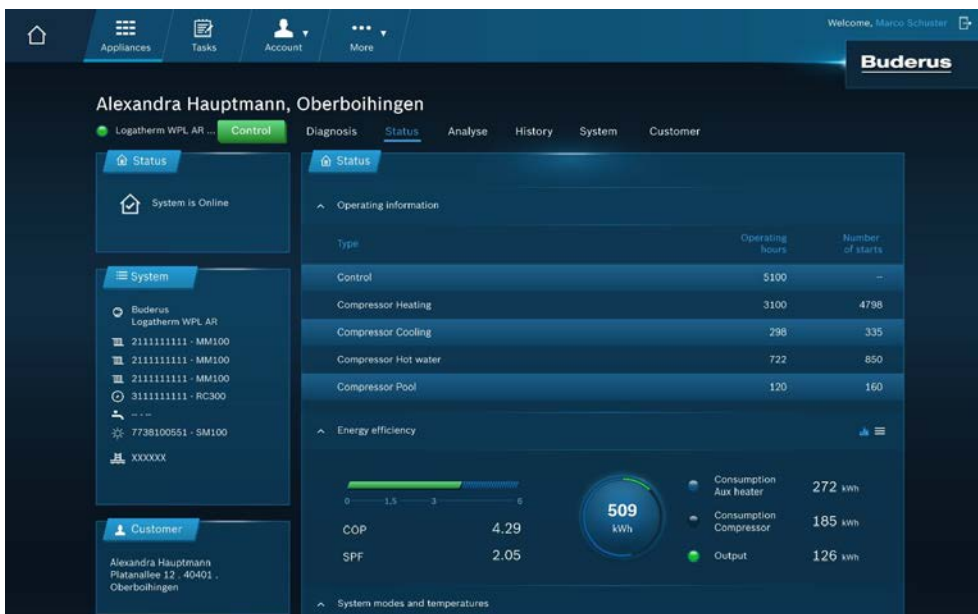 Welcome, Marco Schuster
Appliances
Tasks
Account
More
Buderus
Alexandra Hauptmann, Oberboihingen
Logatherm WPL AR ...
Control
Diagnosis
Status
Analyse
History
System
Customer
Status
System is Online
System
Buderus
Logatherm WPL AR
2111111111 - MM100
2111111111 - MM100
2111111111 - MM100
3111111111 - RC300
-- - --
7738100551 - SM100
XXXXXX
Customer
Alexandra Hauptmann
Platanallee 12 . 40401 .
Oberboihingen
Status
Operating information
Type Operating hours Number of starts
Control 5100 --
Compressor Heating 3100 4798
Compressor Cooling 298 335
Compressor Hot water 722 850
Compressor Pool 120 160
Energy efficiency
0 1,5 3 6
COP 4.29
SPF 2.05
509
kWh
Consumption Aux heater 272 kWh
Consumption Compressor 185 kWh
Output 126 kWh
System modes and temperatures